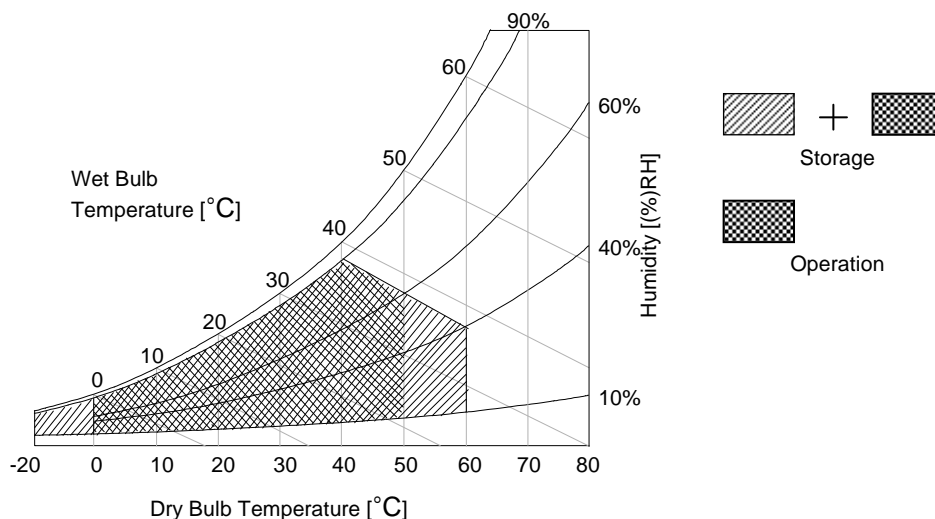 90%
60
60%
50
Wet Bulb
Temperature [°C]
Humidity [(%)RH]
Storage
40
40%
30
Operation
20
10
0
10%
-20 0 10 20 30 40 50 60 70 80
Dry Bulb Temperature [°C]